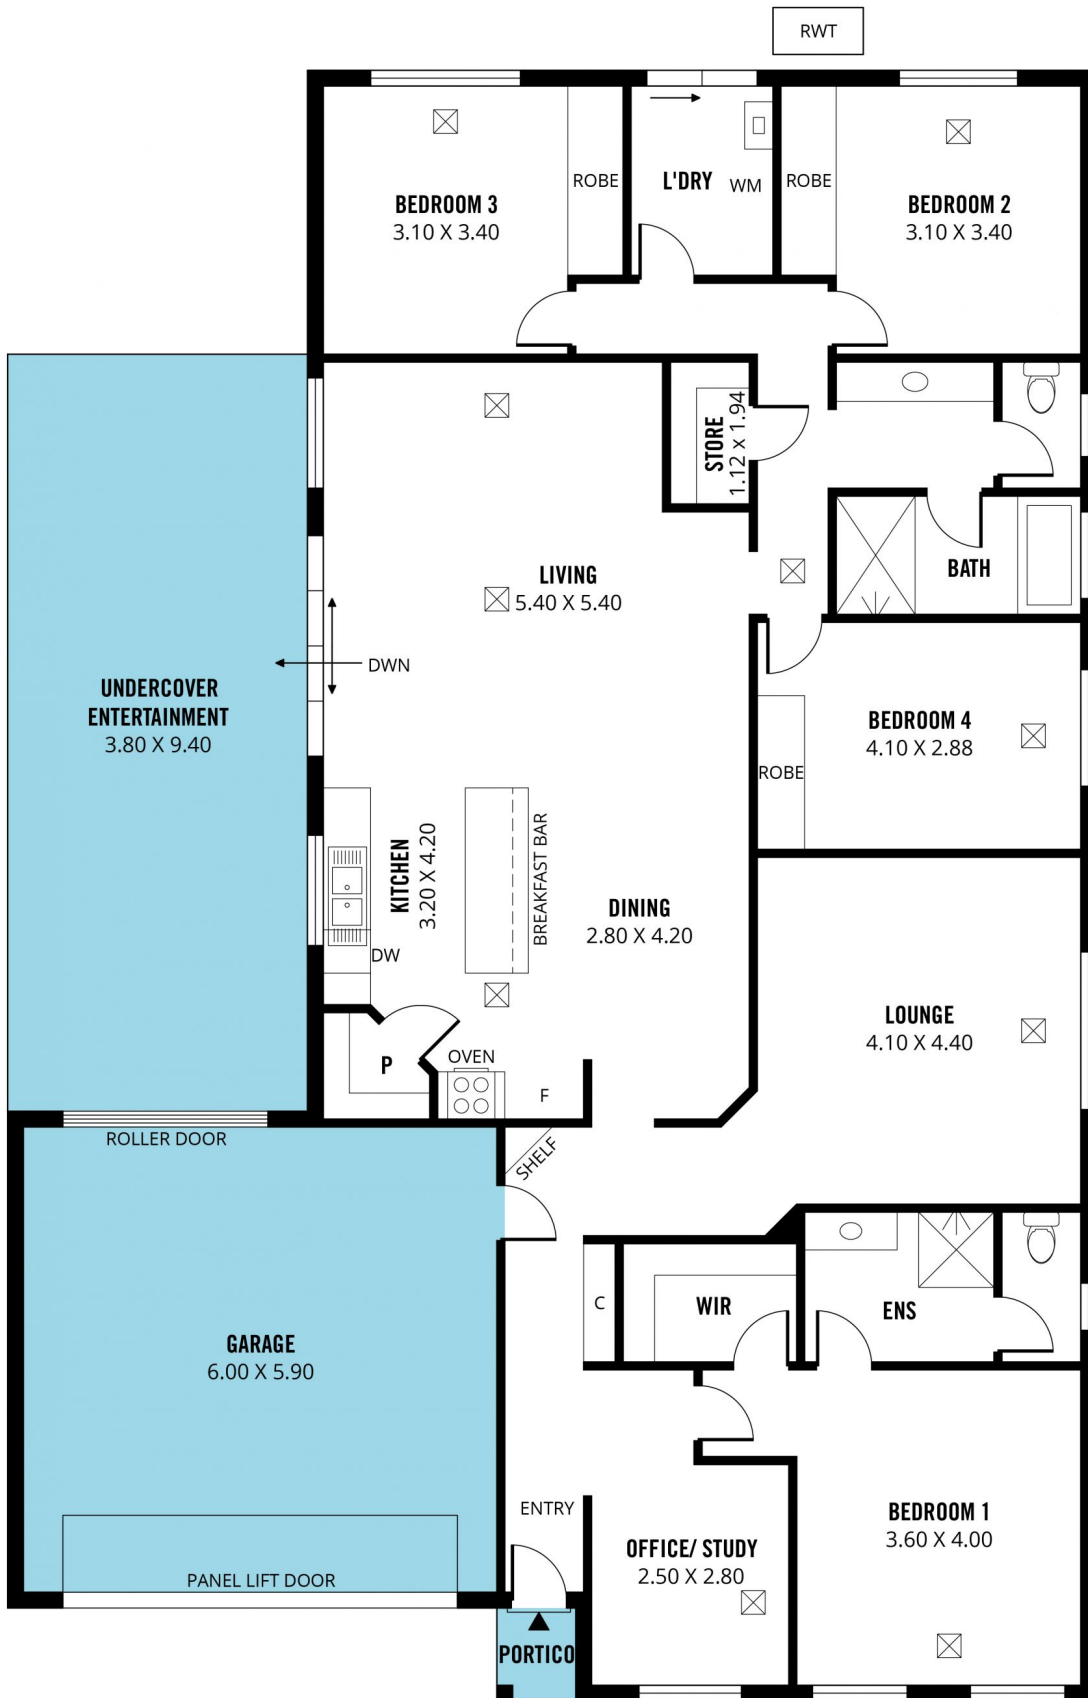 RWT
BEDROOM 3
3.10 X 3.40
ROBE
L'DRY
WM
ROBE
BEDROOM 2
3.10 X 3.40
STORE
1.12 x 1.94
LIVING
5.40 X 5.40
BATH
DWN
UNDERCOVER
ENTERTAINMENT
3.80 X 9.40
BEDROOM 4
4.10 X 2.88
ROBE
KITCHEN
3.20 X 4.20
BREAKFAST BAR
DINING
2.80 X 4.20
DW
LOUNGE
4.10 X 4.40
P
OVEN
F
ROLLER DOOR
SHELF
GARAGE
6.00 X 5.90
C
WIR
ENS
ENTRY
OFFICE/ STUDY
2.50 X 2.80
BEDROOM 1
3.60 X 4.00
PANEL LIFT DOOR
PORTICO